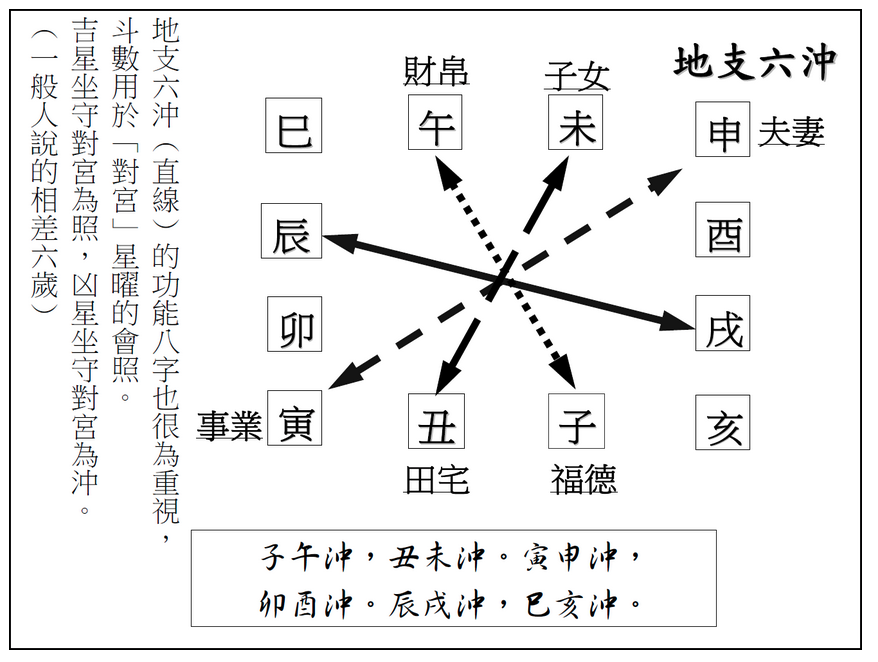 地支六沖
地支六沖（直線）的功能八字也很為重視，
斗數用於「對宮」星曜的會照。
吉星坐守對宮為照，凶星坐守對宮為沖。
（一般人說的相差六歲）
財帛
子女
巳
午
未
申
夫妻
辰
酉
卯
戌
事業
寅
丑
子
亥
田宅
福德
子午沖，丑未沖。寅申沖，
卯酉沖。辰戌沖，巳亥沖。